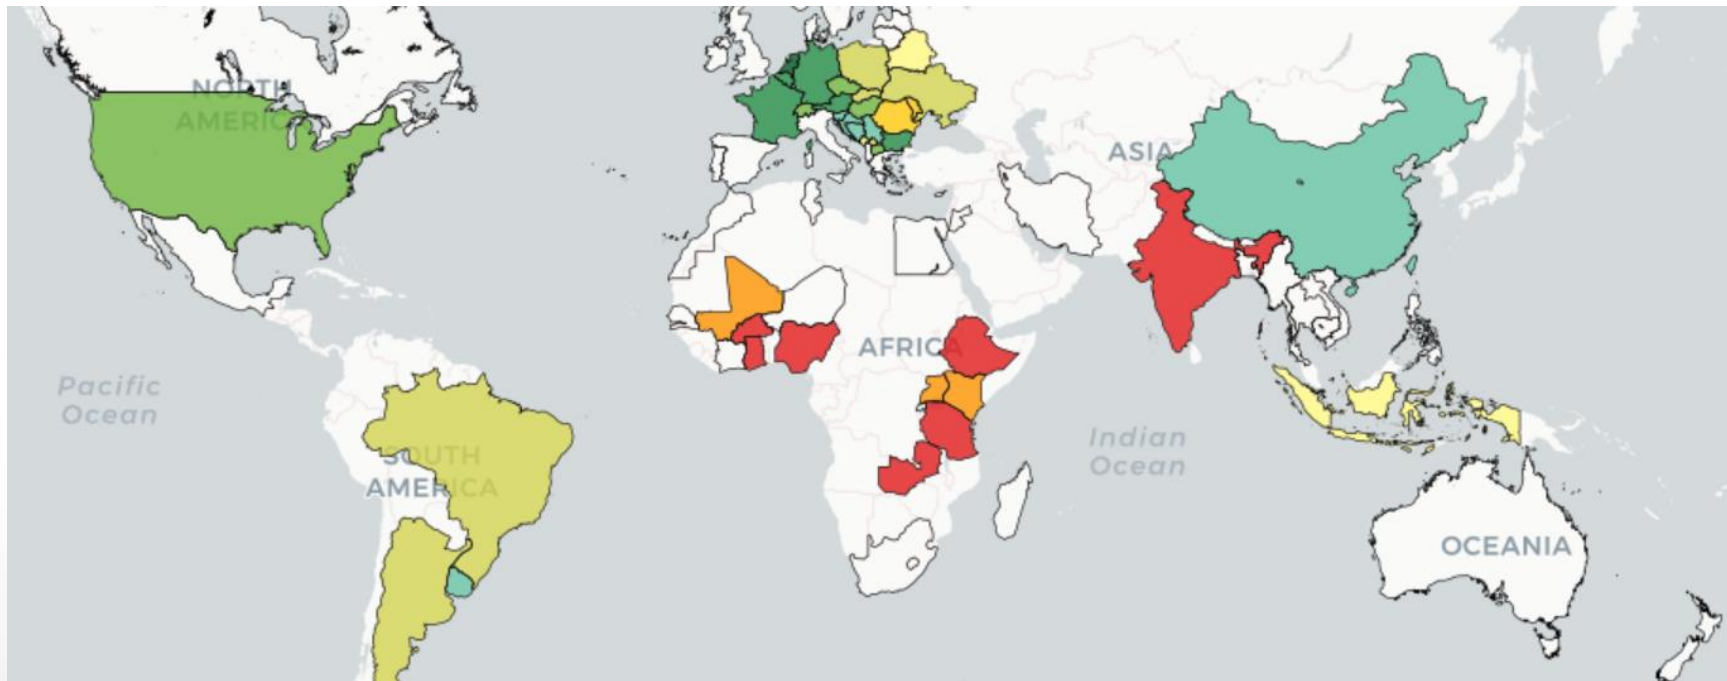 NORTH
AMERICA
ASIA
AFRICA
Pacific
Ocean
SOUTH
AMERICA
Indian
Ocean
OCEANIA